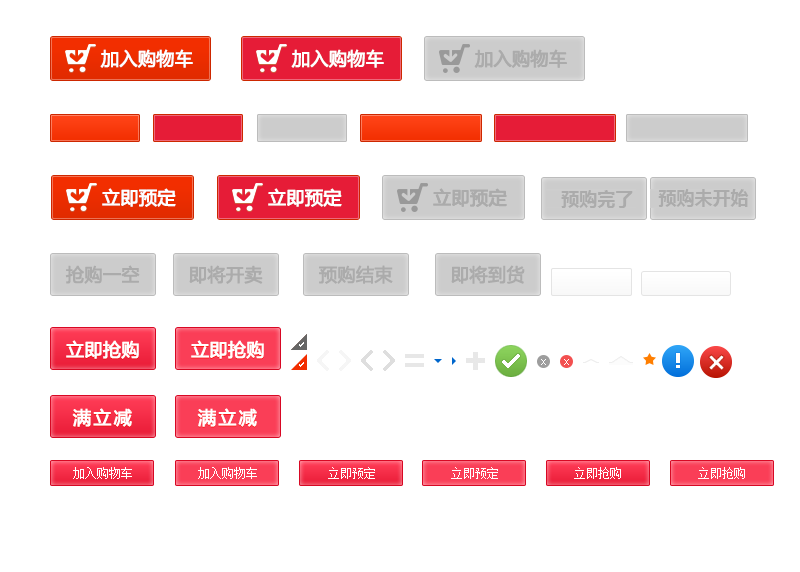 加入购物车 加入购物车 加入购物车
立即预定 立即预定 立即预定 预购完了 预购未开始
抢购一空 即将开卖 预购结束 即将到货
立即抢购 立即抢购
满立减 满立减
加入购物车 加入购物车 立即预定 立即预定 立即抢购 立即抢购